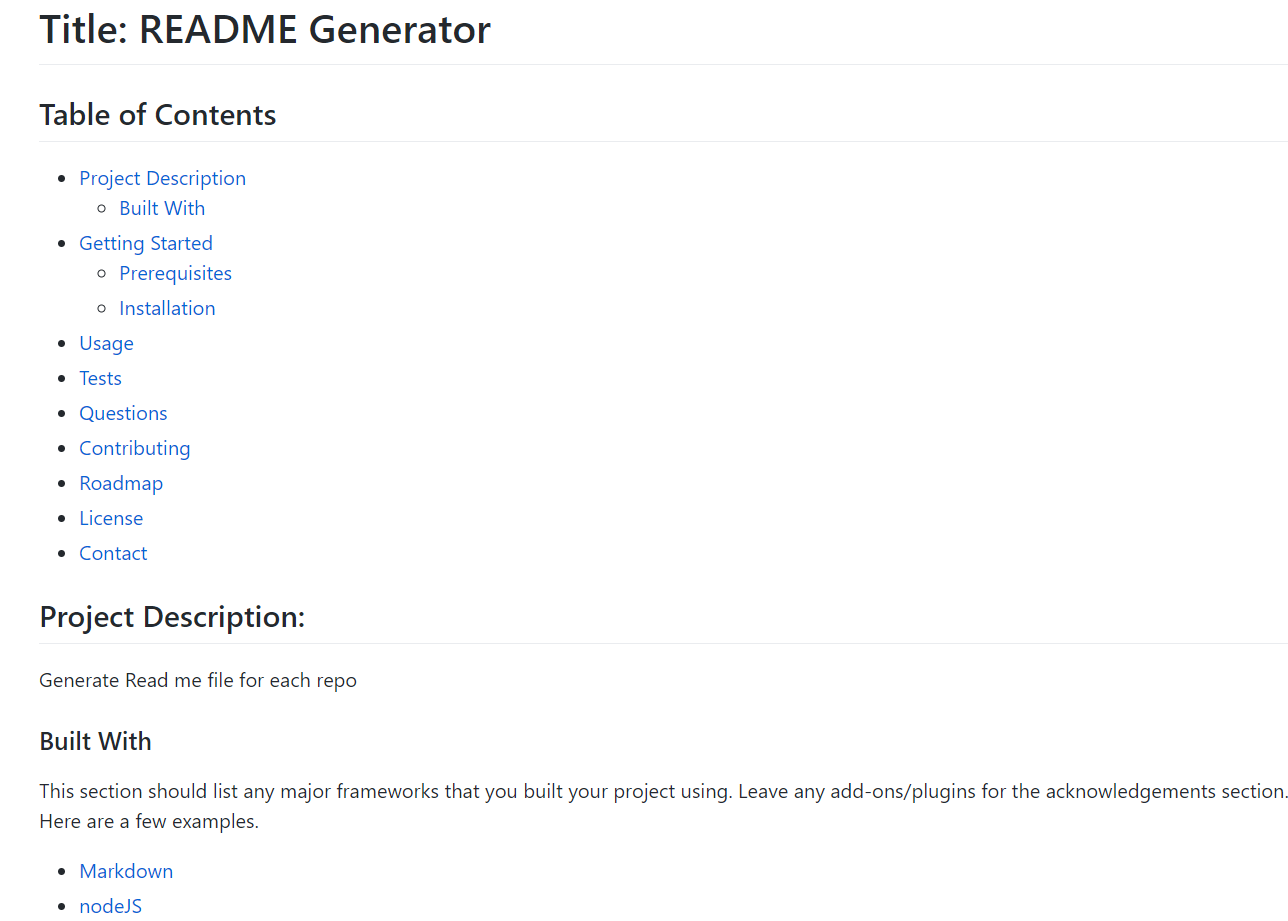 Title: README Generator
Table of Contents
Project Description
Built With
Getting Started
Prerequisites
Installation
Usage
Tests
Questions
Contributing
Roadmap
License
Contact
Project Description:
Generate Read me file for each repo
Built With
This section should list any major frameworks that you built your project using. Leave any add-ons/plugins for the acknowledgements section.
Here are a few examples.
Markdown
nodeJS